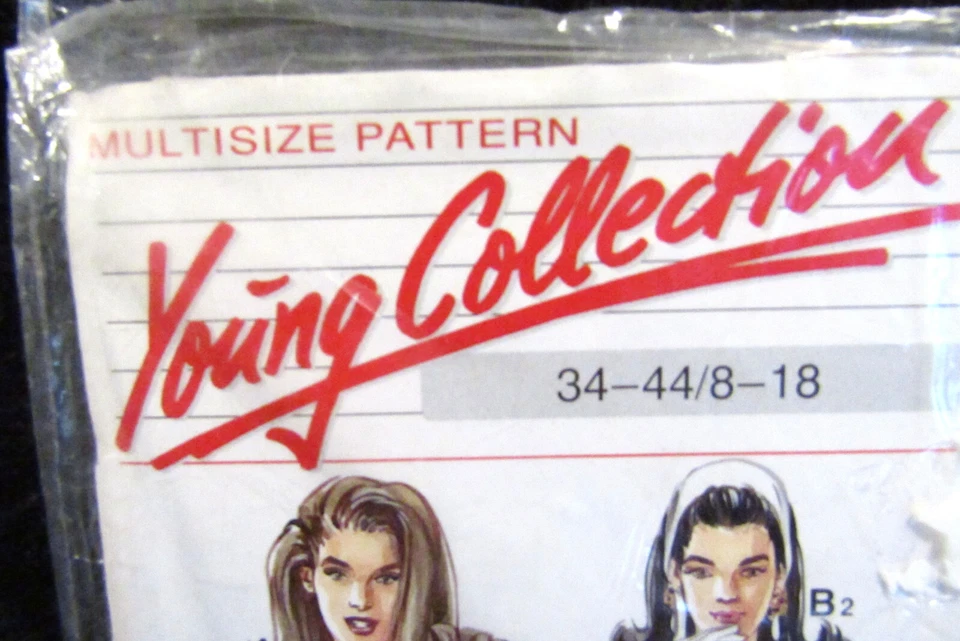 MULTISIZE PATTERN
Young Collection
34–44/8–18
B2